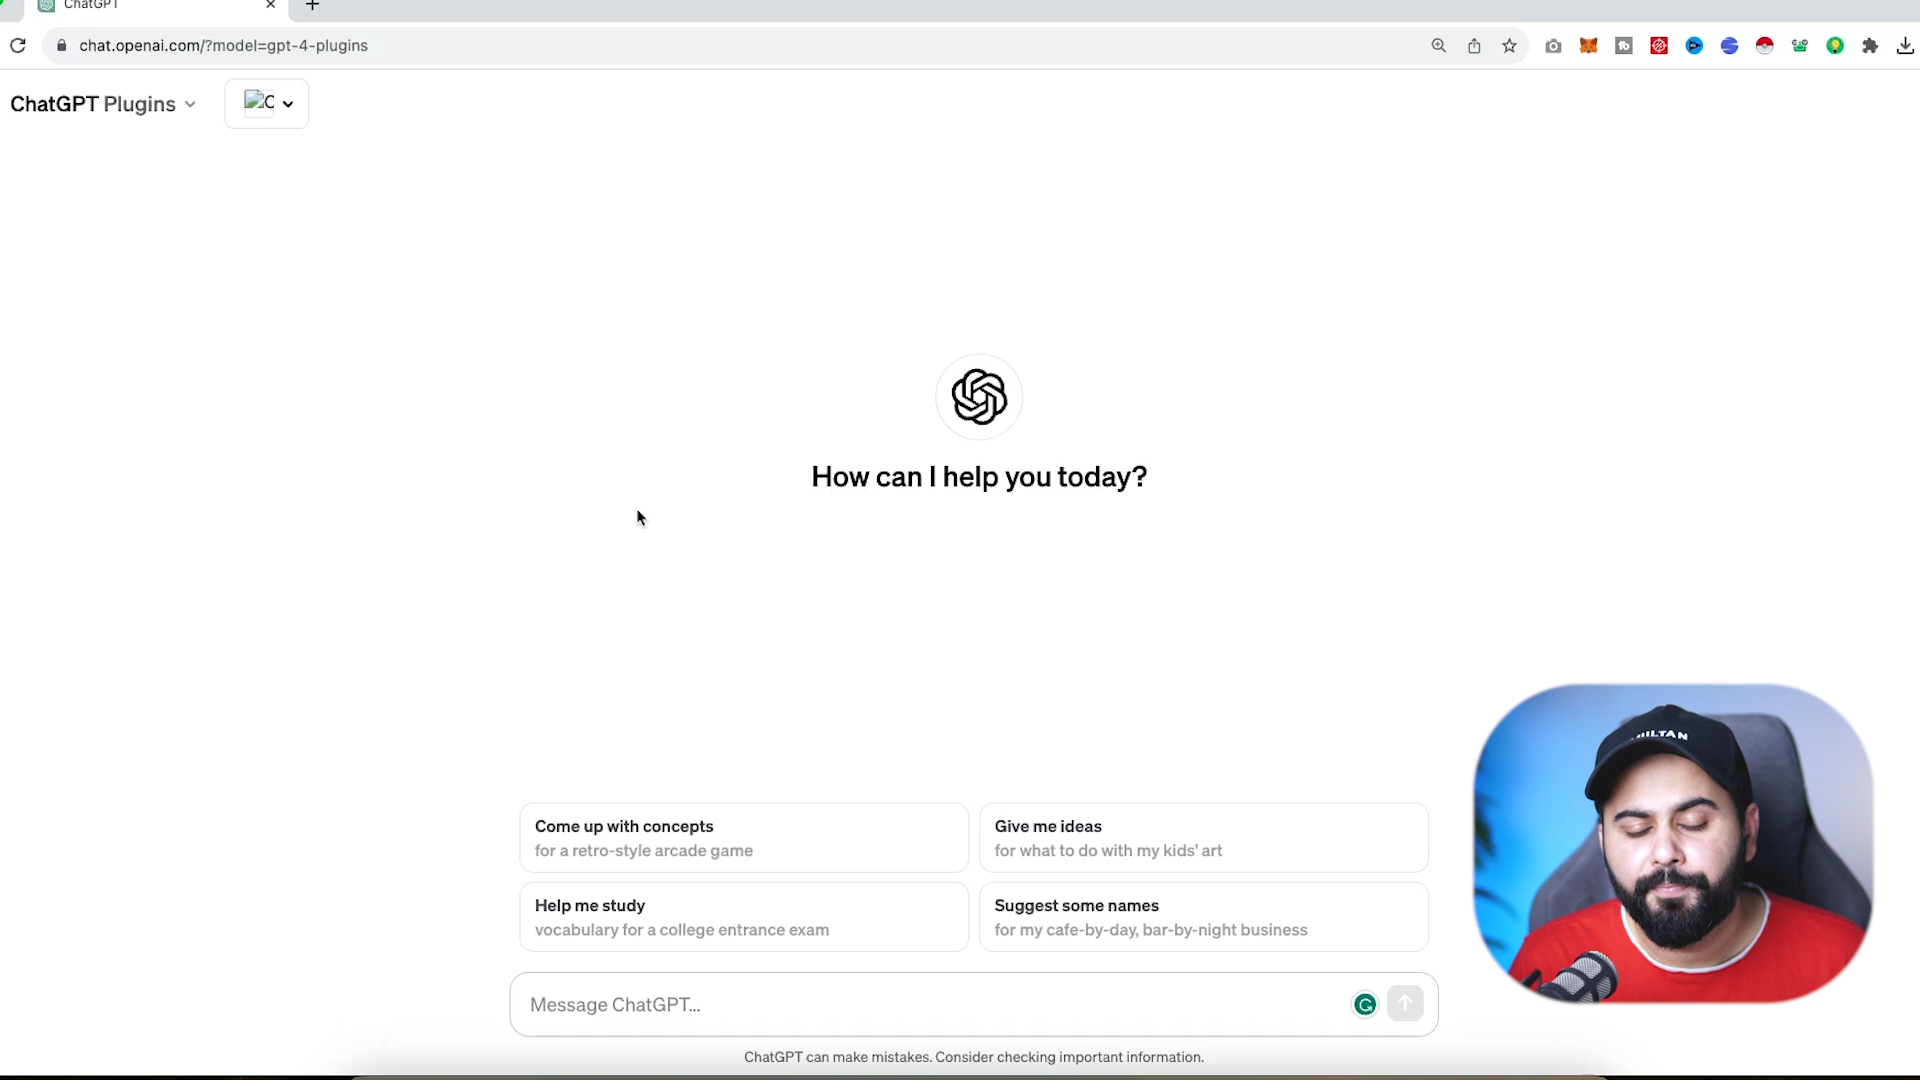 ChatGPT
chat.openai.com/?model=gpt-4-plugins
ChatGPT Plugins
How can I help you today?
Come up with concepts
for a retro-style arcade game
Give me ideas
for what to do with my kids' art
Help me study
vocabulary for a college entrance exam
Suggest some names
for my cafe-by-day, bar-by-night business
Message ChatGPT...
ChatGPT can make mistakes. Consider checking important information.